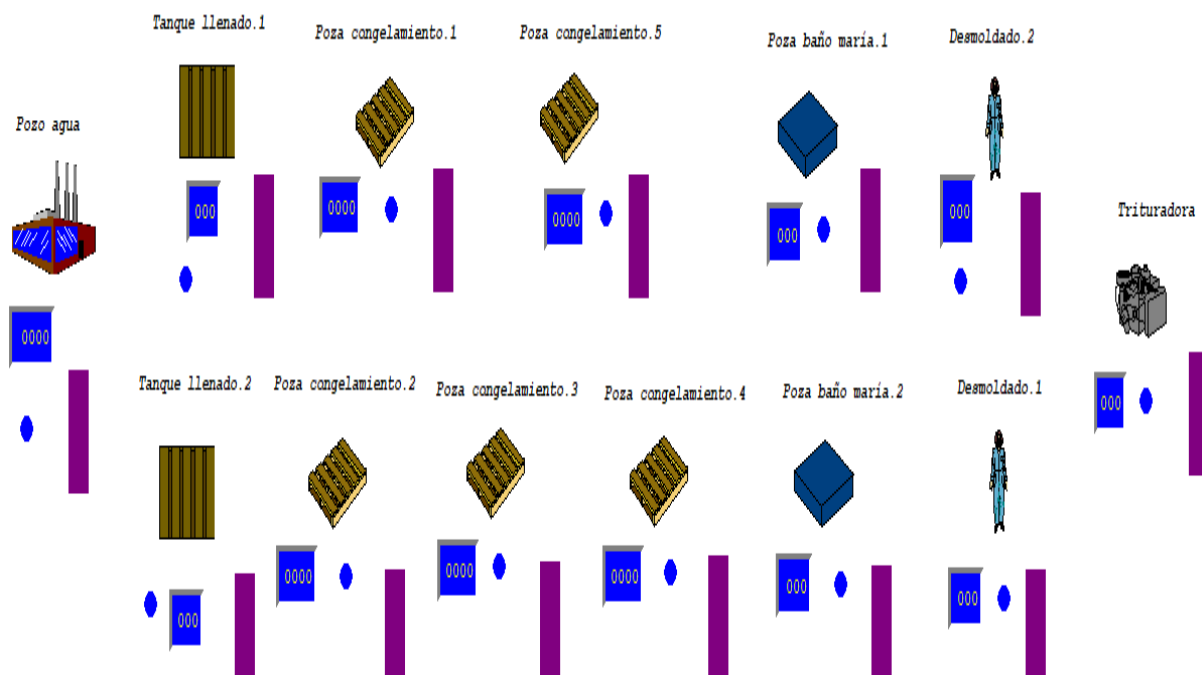 Tanque llenado.1
Poza congelamiento.1
Poza congelamiento.5
Poza baño maría.1
Desmoldado.2
Pozo agua
Trituradora
000
0000
0000
000
000
0000
000
Tanque llenado.2
Poza congelamiento.2
Poza congelamiento.3
Poza congelamiento.4
Poza baño maría.2
Desmoldado.1
000
0000
0000
0000
000
000